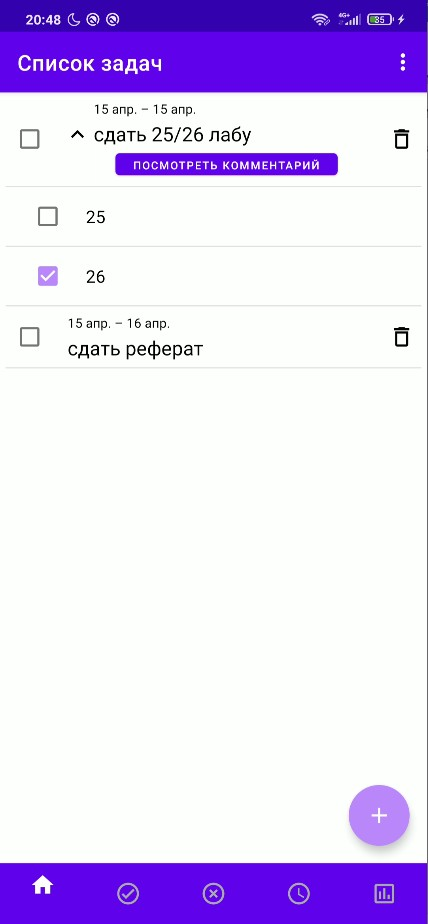 20:48 4G+ 85
Список задач
15 апр. – 15 апр.
сдать 25/26 лабу
ПОСМОТРЕТЬ КОММЕНТАРИЙ
25
26
15 апр. – 16 апр.
сдать реферат